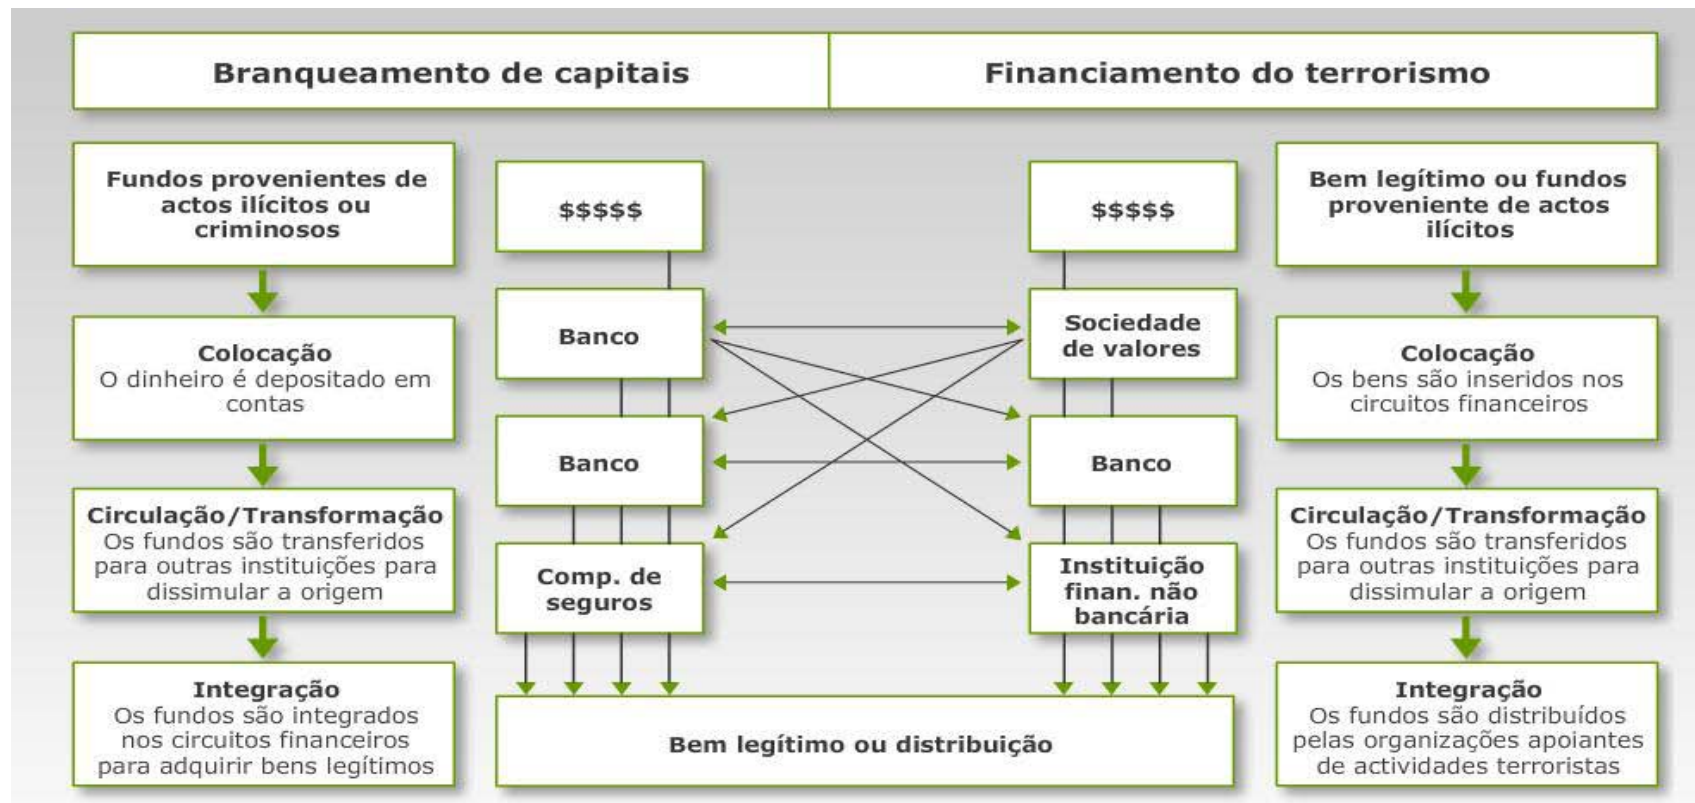 Branqueamento de capitais
Financiamento do terrorismo
Fundos provenientes de
actos ilícitos ou
criminosos
Colocação
O dinheiro é depositado em
contas
Circulação/Transformação
Os fundos são transferidos
para outras instituições para
dissimular a origem
Integração
Os fundos são integrados
nos circuitos financeiros
para adquirir bens legítimos
$$$$$
Banco
Banco
Comp. de
seguros
$$$$$
Sociedade
de valores
Banco
Instituição
finan. não
bancária
Bem legítimo ou distribuição
Bem legítimo ou fundos
proveniente de actos
ilícitos
Colocação
Os bens são inseridos nos
circuitos financeiros
Circulação/Transformação
Os fundos são transferidos
para outras instituições para
dissimular a origem
Integração
Os fundos são distribuídos
pelas organizações apoiantes
de actividades terroristas